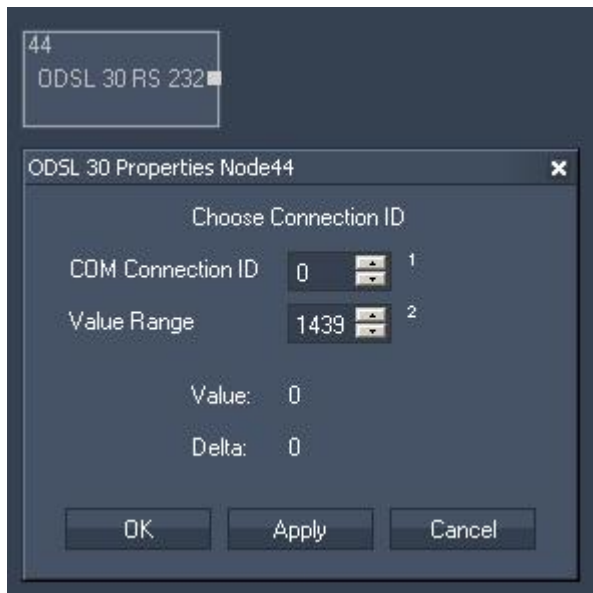 44
ODSL 30 RS 232
ODSL 30 Properties Node44
Choose Connection ID
COM Connection ID 0 1
Value Range 1439 2
Value: 0
Delta: 0
OK Apply Cancel